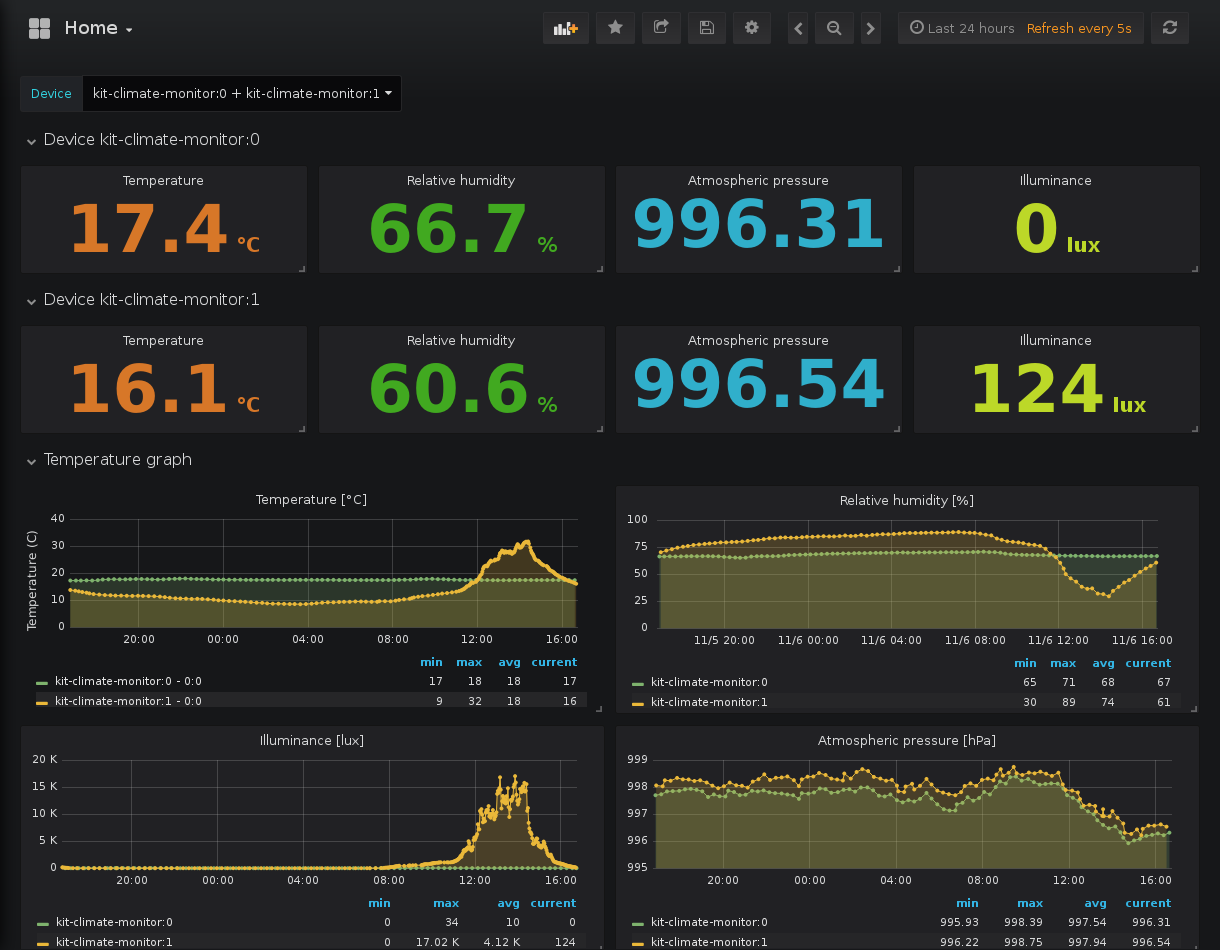 Home
Last 24 hours Refresh every 5s
Device kit-climate-monitor:0 + kit-climate-monitor:1
Device kit-climate-monitor:0
Temperature Relative humidity Atmospheric pressure Illuminance
17.4 °C 66.7 % 996.31 0 lux
Device kit-climate-monitor:1
Temperature Relative humidity Atmospheric pressure Illuminance
16.1 °C 60.6 % 996.54 124 lux
Temperature graph
Temperature [°C]
Temperature (C)
40
30
20
10
0
20:00 00:00 04:00 08:00 12:00 16:00
min max avg current
kit-climate-monitor:0 - 0:0 17 18 18 17
kit-climate-monitor:1 - 0:0 9 32 18 16
Relative humidity [%]
100
75
50
25
0
11/5 20:00 11/6 00:00 11/6 04:00 11/6 08:00 11/6 12:00 11/6 16:00
min max avg current
kit-climate-monitor:0 65 71 68 67
kit-climate-monitor:1 30 89 74 61
Illuminance [lux]
20 K
15 K
10 K
5 K
0
20:00 00:00 04:00 08:00 12:00 16:00
min max avg current
kit-climate-monitor:0 0 34 10 0
kit-climate-monitor:1 0 17.02 K 4.12 K 124
Atmospheric pressure [hPa]
999
998
997
996
995
20:00 00:00 04:00 08:00 12:00 16:00
min max avg current
kit-climate-monitor:0 995.93 998.39 997.54 996.31
kit-climate-monitor:1 996.22 998.75 997.94 996.54